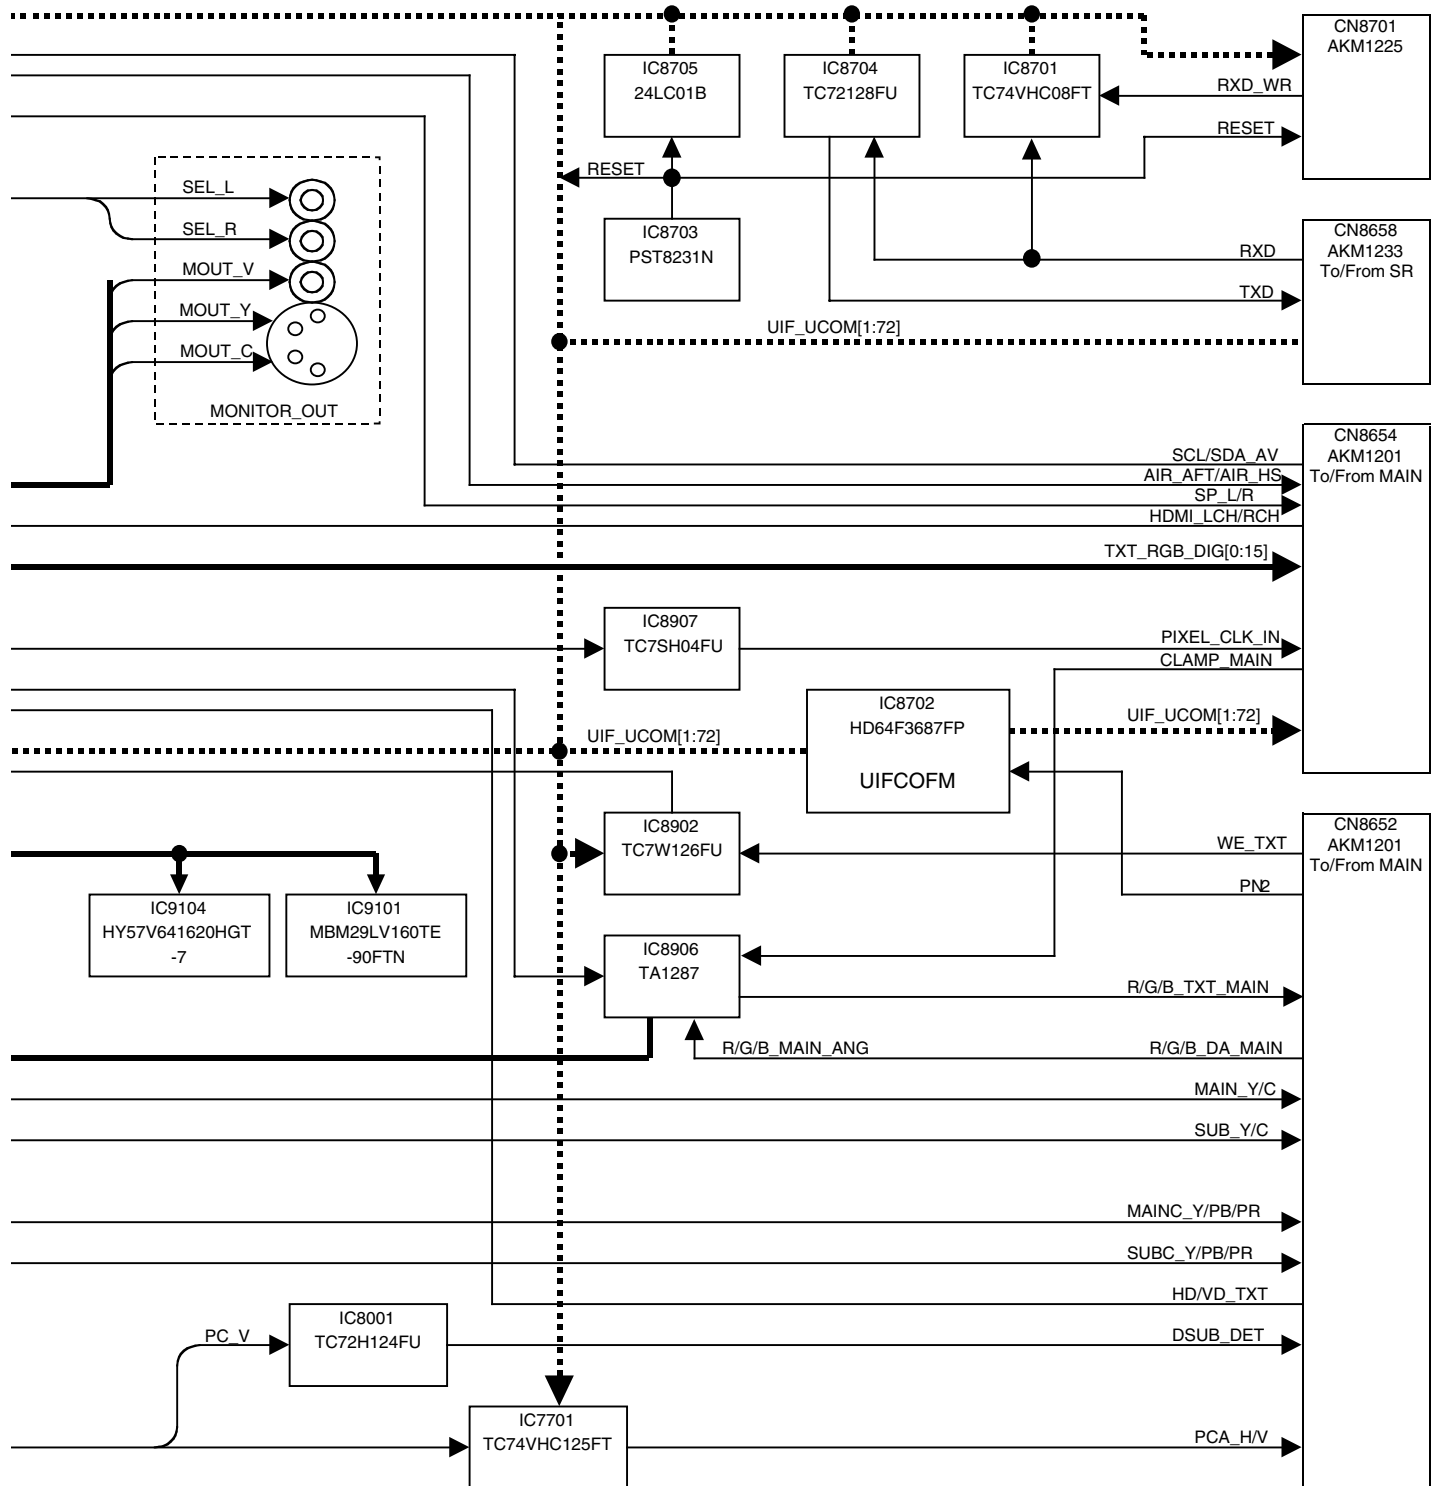 CN8701
AKM1225
IC8705
24LC01B
IC8704
TC72128FU
IC8701
TC74VHC08FT
RXD_WR
RESET
RESET
SEL_L
SEL_R
MOUT_V
MOUT_Y
MOUT_C
MONITOR_OUT
IC8703
PST8231N
CN8658
AKM1233
To/From SR
RXD
TXD
UIF_UCOM[1:72]
CN8654
AKM1201
To/From MAIN
SCL/SDA_AV
AIR_AFT/AIR_HS
SP_L/R
HDMI_LCH/RCH
TXT_RGB_DIG[0:15]
IC8907
TC7SH04FU
PIXEL_CLK_IN
CLAMP_MAIN
IC8702
HD64F3687FP
UIFCOFM
UIF_UCOM[1:72]
UIF_UCOM[1:72]
IC8902
TC7W126FU
CN8652
AKM1201
To/From MAIN
WE_TXT
PN2
IC9104
HY57V641620HGT
-7
IC9101
MBM29LV160TE
-90FTN
IC8906
TA1287
R/G/B_TXT_MAIN
R/G/B_MAIN_ANG
R/G/B_DA_MAIN
MAIN_Y/C
SUB_Y/C
MAINC_Y/PB/PR
SUBC_Y/PB/PR
HD/VD_TXT
IC8001
TC72H124FU
PC_V
DSUB_DET
IC7701
TC74VHC125FT
PCA_H/V